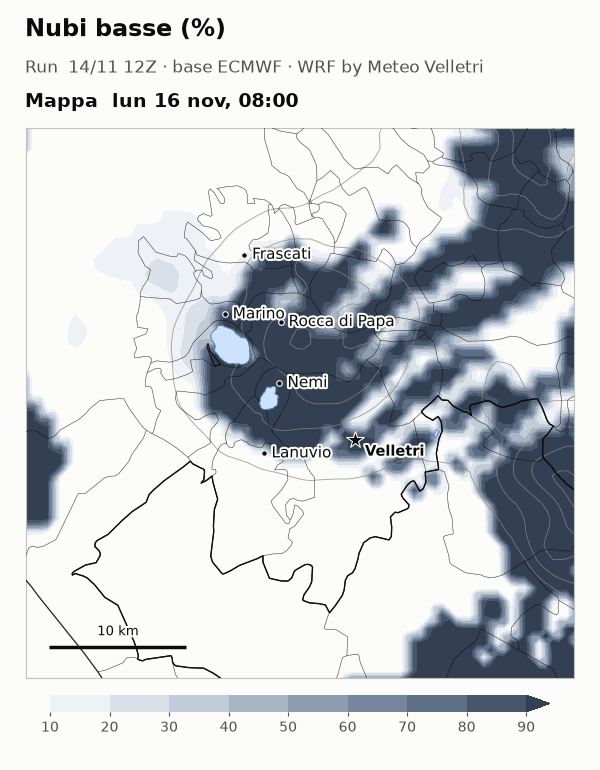 Nubi basse (%)
Run  14/11 12Z · base ECMWF · WRF by Meteo Velletri
Mappa  lun 16 nov, 08:00
Frascati
Marino
Rocca di Papa
Nemi
Velletri
Lanuvio
10 km
10 20 30 40 50 60 70 80 90